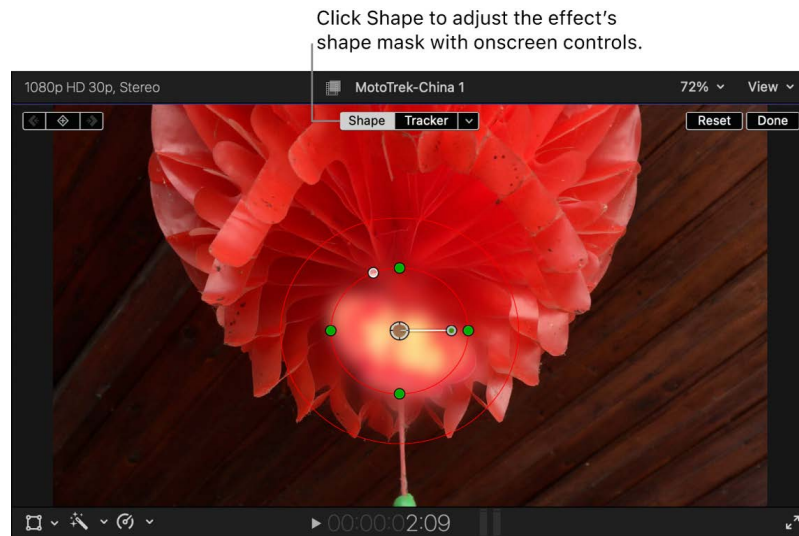 Click Shape to adjust the effect's
shape mask with onscreen controls.
1080p HD 30p, Stereo
MotoTrek-China 1
72%
View
Shape
Tracker
Reset
Done
00:00:02:09